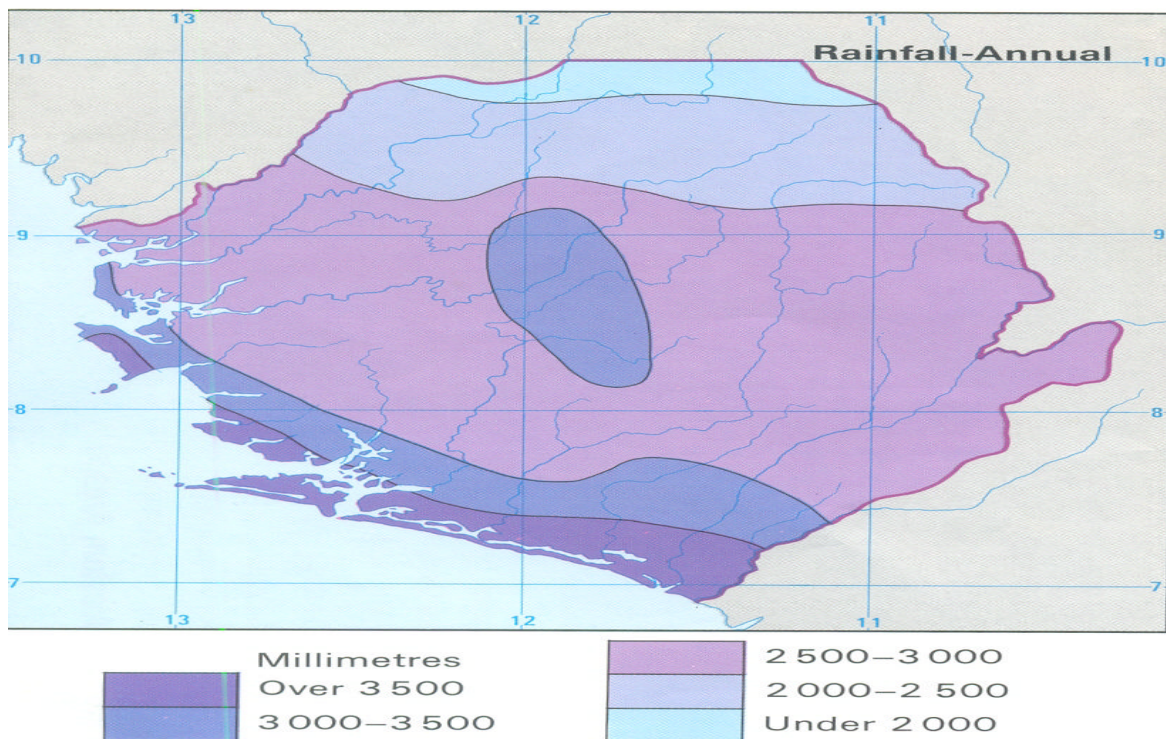 13 12 11
Rainfall-Annual
10 10
9 9
8 8
7 7
13 12 11
Millimetres
Over 3 500
3 000–3 500
2 500–3 000
2 000–2 500
Under 2 000